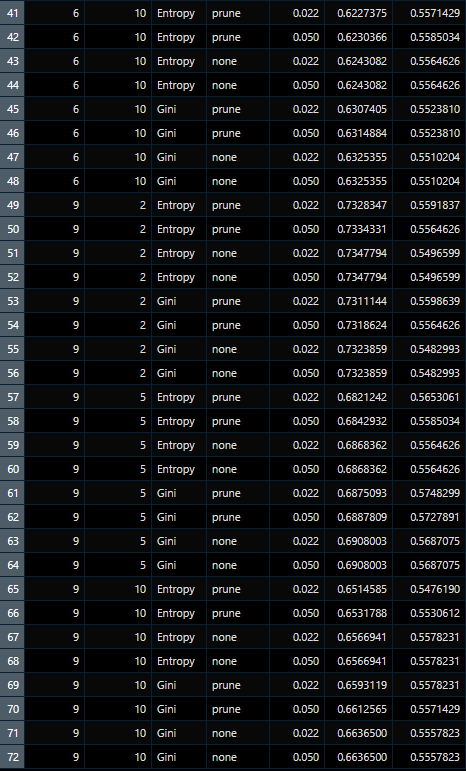 41 6 10 Entropy prune 0.022 0.6227375 0.5571429
42 6 10 Entropy prune 0.050 0.6230366 0.5585034
43 6 10 Entropy none 0.022 0.6243082 0.5564626
44 6 10 Entropy none 0.050 0.6243082 0.5564626
45 6 10 Gini prune 0.022 0.6307405 0.5523810
46 6 10 Gini prune 0.050 0.6314884 0.5523810
47 6 10 Gini none 0.022 0.6325355 0.5510204
48 6 10 Gini none 0.050 0.6325355 0.5510204
49 9 2 Entropy prune 0.022 0.7328347 0.5591837
50 9 2 Entropy prune 0.050 0.7334331 0.5564626
51 9 2 Entropy none 0.022 0.7347794 0.5496599
52 9 2 Entropy none 0.050 0.7347794 0.5496599
53 9 2 Gini prune 0.022 0.7311144 0.5598639
54 9 2 Gini prune 0.050 0.7318624 0.5564626
55 9 2 Gini none 0.022 0.7323859 0.5482993
56 9 2 Gini none 0.050 0.7323859 0.5482993
57 9 5 Entropy prune 0.022 0.6821242 0.5653061
58 9 5 Entropy prune 0.050 0.6842932 0.5585034
59 9 5 Entropy none 0.022 0.6868362 0.5564626
60 9 5 Entropy none 0.050 0.6868362 0.5564626
61 9 5 Gini prune 0.022 0.6875093 0.5748299
62 9 5 Gini prune 0.050 0.6887809 0.5727891
63 9 5 Gini none 0.022 0.6908003 0.5687075
64 9 5 Gini none 0.050 0.6908003 0.5687075
65 9 10 Entropy prune 0.022 0.6514585 0.5476190
66 9 10 Entropy prune 0.050 0.6531788 0.5530612
67 9 10 Entropy none 0.022 0.6566941 0.5578231
68 9 10 Entropy none 0.050 0.6566941 0.5578231
69 9 10 Gini prune 0.022 0.6593119 0.5578231
70 9 10 Gini prune 0.050 0.6612565 0.5571429
71 9 10 Gini none 0.022 0.6636500 0.5557823
72 9 10 Gini none 0.050 0.6636500 0.5557823